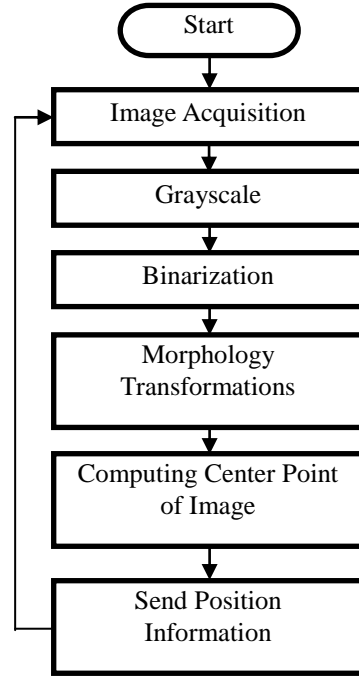 Start
Image Acquisition
Grayscale
Binarization
Morphology
Transformations
Computing Center Point
of Image
Send Position
Information